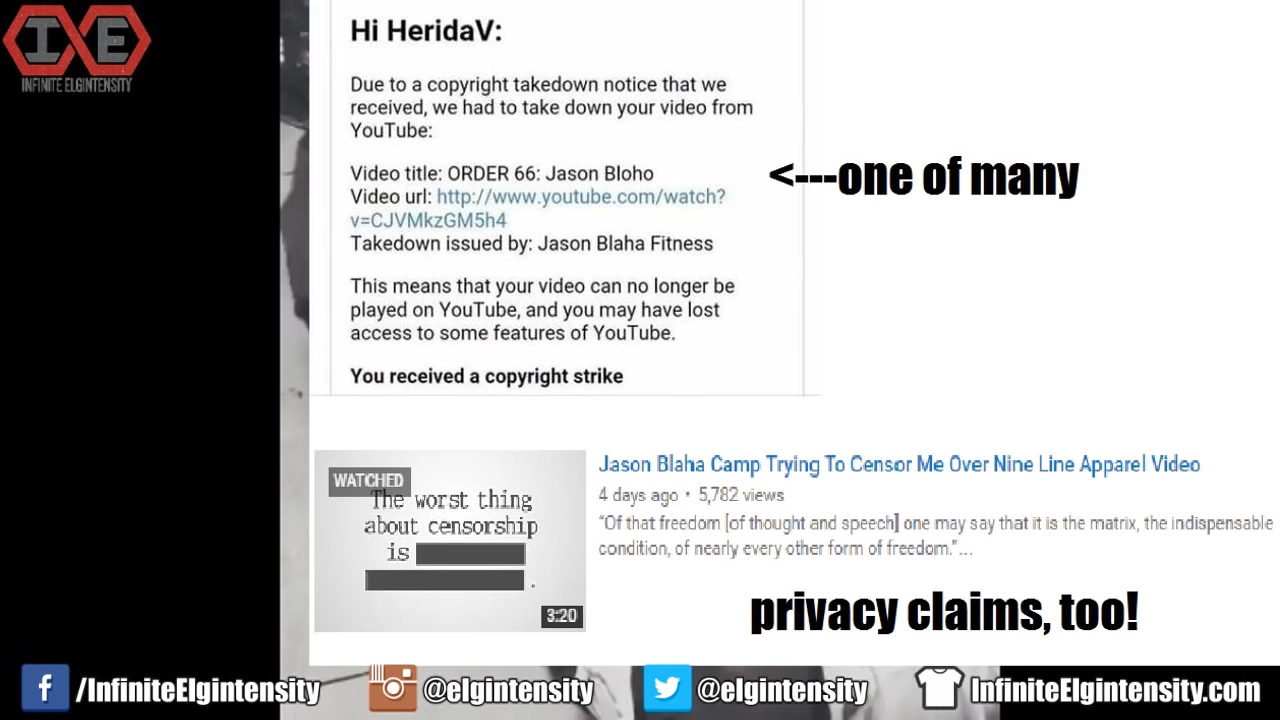 IE
INFINITE ELGINTENSITY
Hi HeridaV:
Due to a copyright takedown notice that we
received, we had to take down your video from
YouTube:
Video title: ORDER 66: Jason Bloho
Video url: http://www.youtube.com/watch?
v=CJVMkzGM5h4
Takedown issued by: Jason Blaha Fitness
This means that your video can no longer be
played on YouTube, and you may have lost
access to some features of YouTube.
You received a copyright strike
<---one of many
WATCHED
The worst thing
about censorship
is
.
3:20
Jason Blaha Camp Trying To Censor Me Over Nine Line Apparel Video
4 days ago • 5,782 views
“Of that freedom [of thought and speech] one may say that it is the matrix, the indispensable
condition, of nearly every other form of freedom.”...
privacy claims, too!
f /InfiniteElgintensity
@elgintensity
@elgintensity
InfiniteElgintensity.com